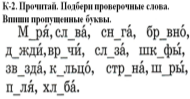 К-2. Прочитай. Подбери проверочные слова.
Впиши пропущенные буквы.
М_ря,сл_ва, сн_га, бр_вно,
д_жди,вр_чи, сл_за, шк_фы,
зв_зда, к_льцо, стр_на,ш_ры,
п_ля, хл_ба.